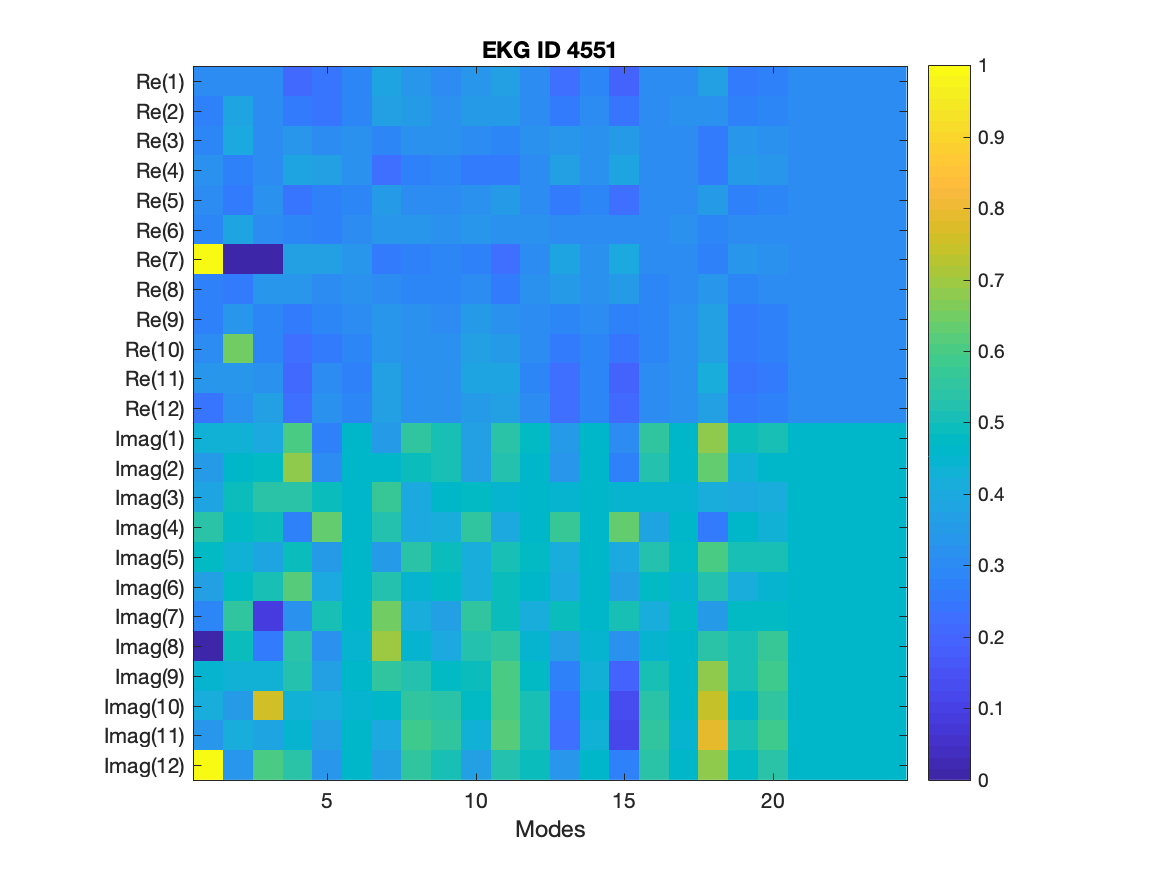 EKG ID 4551
Re(1)
Re(2)
Re(3)
Re(4)
Re(5)
Re(6)
Re(7)
Re(8)
Re(9)
Re(10)
Re(11)
Re(12)
Imag(1)
Imag(2)
Imag(3)
Imag(4)
Imag(5)
Imag(6)
Imag(7)
Imag(8)
Imag(9)
Imag(10)
Imag(11)
Imag(12)
5 10 15 20
Modes
1
0.9
0.8
0.7
0.6
0.5
0.4
0.3
0.2
0.1
0